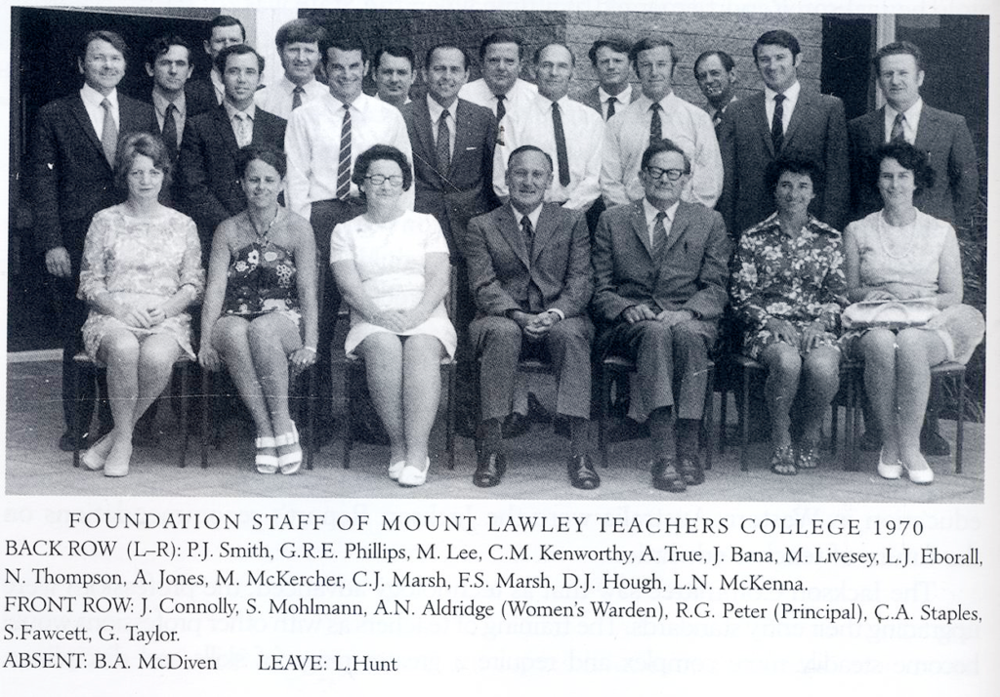 FOUNDATION STAFF OF MOUNT LAWLEY TEACHERS COLLEGE 1970
BACK ROW (L–R): P.J. Smith, G.R.E. Phillips, M. Lee, C.M. Kenworthy, A. True, J. Bana, M. Livesey, L.J. Eborall,
N. Thompson, A. Jones, M. McKercher, C.J. Marsh, F.S. Marsh, D.J. Hough, L.N. McKenna.
FRONT ROW: J. Connolly, S. Mohlmann, A.N. Aldridge (Women's Warden), R.G. Peter (Principal), C.A. Staples,
S.Fawcett, G. Taylor.
ABSENT: B.A. McDiven LEAVE: L.Hunt